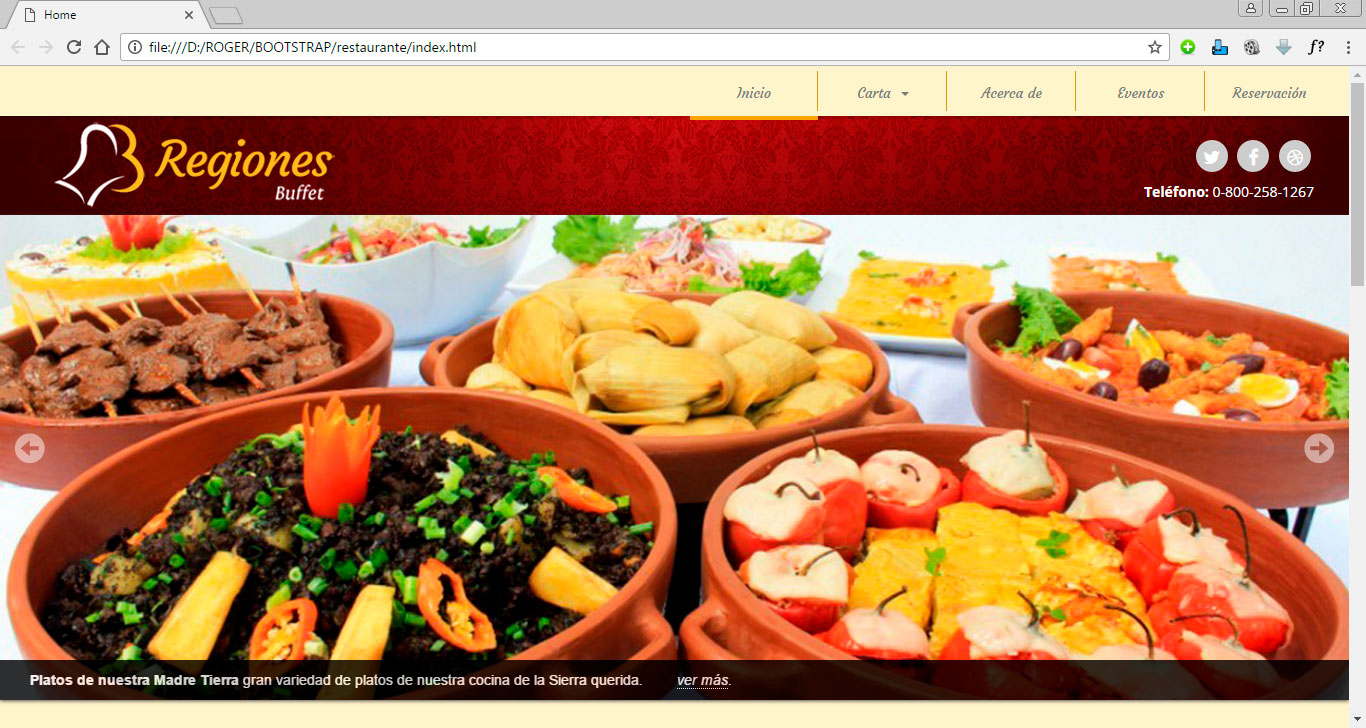 Home
file:///D:/ROGER/BOOTSTRAP/restaurante/index.html
f?
Inicio
Carta
Acerca de
Eventos
Reservación
3 Regiones
Buffet
Teléfono: 0-800-258-1267
Platos de nuestra Madre Tierra gran variedad de platos de nuestra cocina de la Sierra querida. ver más.